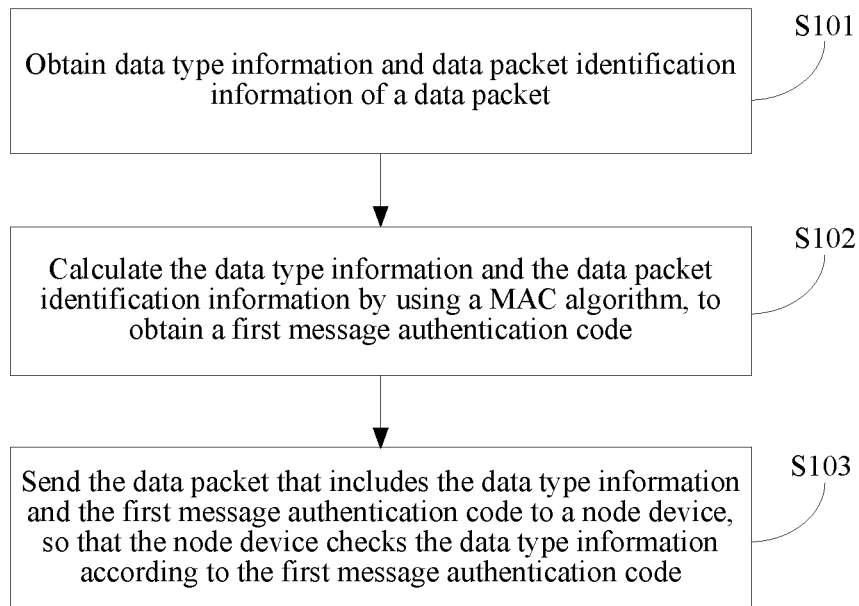 S101
Obtain data type information and data packet identification
information of a data packet
S102
Calculate the data type information and the data packet
identification information by using a MAC algorithm, to
obtain a first message authentication code
S103
Send the data packet that includes the data type information
and the first message authentication code to a node device,
so that the node device checks the data type information
according to the first message authentication code